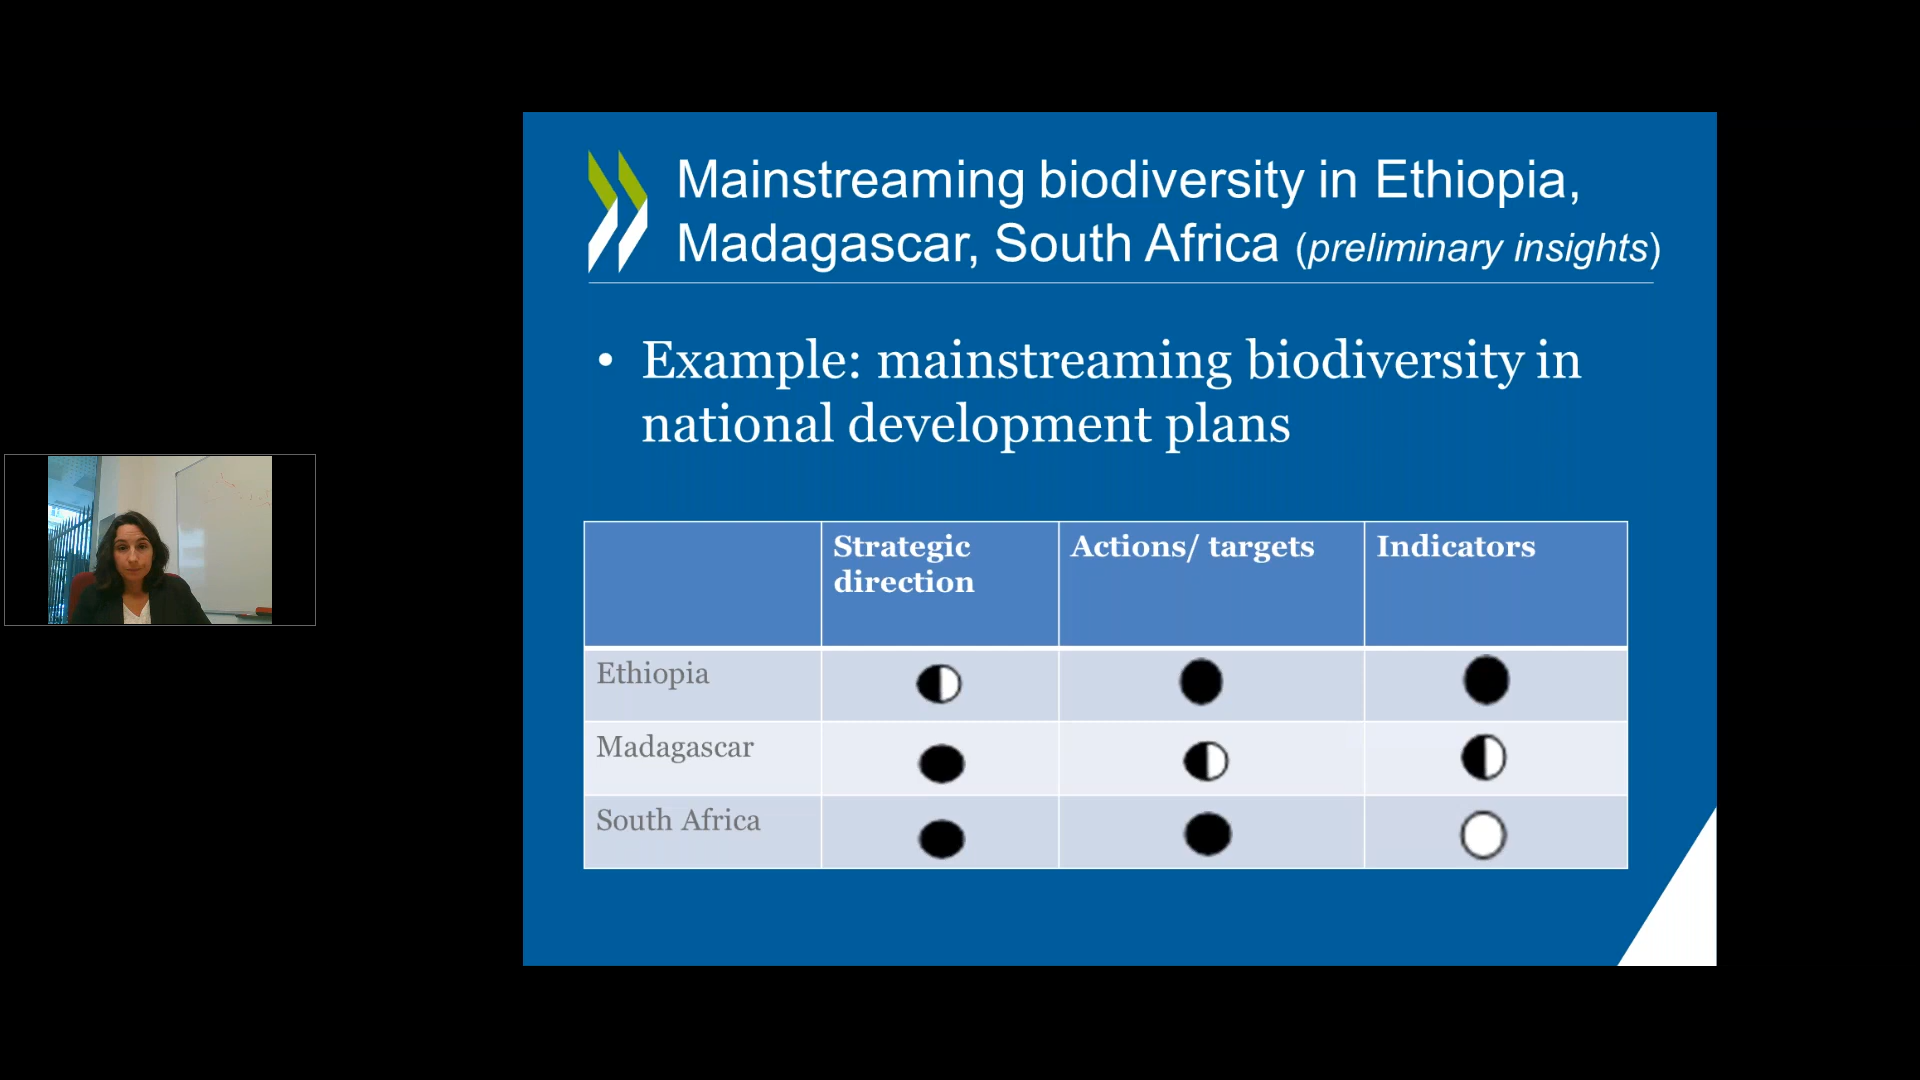 Mainstreaming biodiversity in Ethiopia,
Madagascar, South Africa (preliminary insights)
• Example: mainstreaming biodiversity in
national development plans
Strategic
direction
Actions/ targets
Indicators
Ethiopia
Madagascar
South Africa